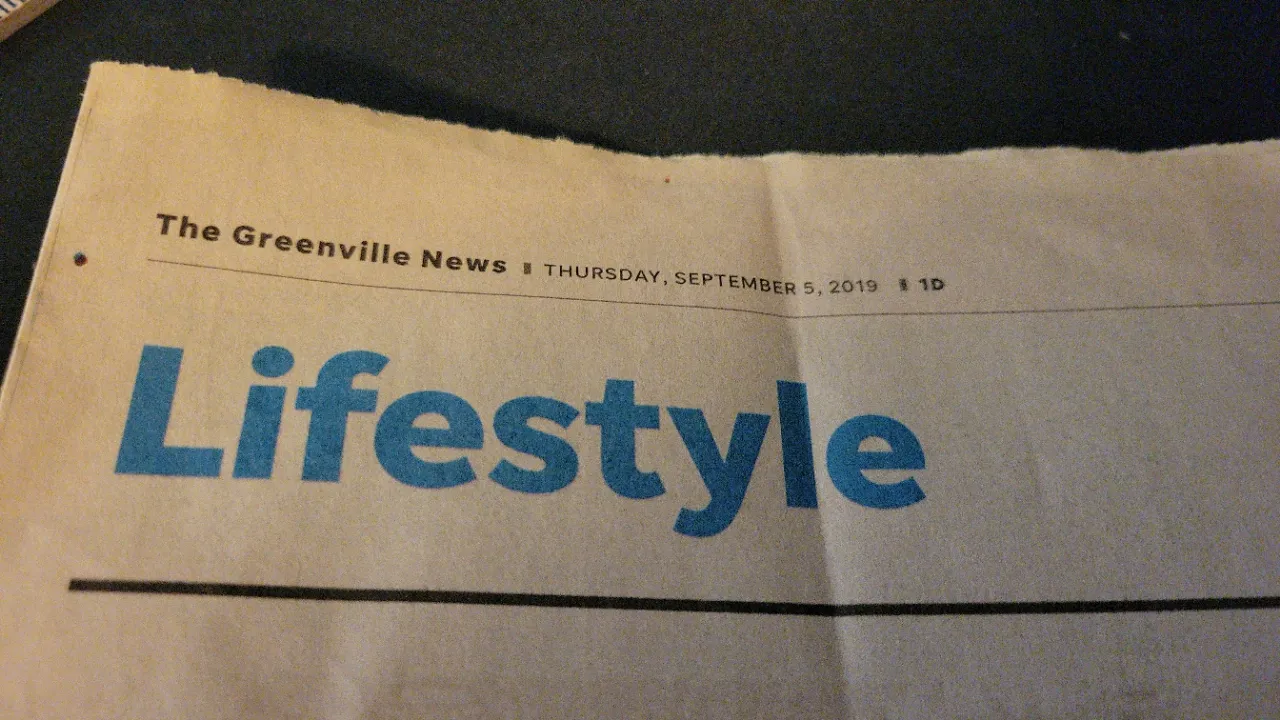 The Greenville News ▮ THURSDAY, SEPTEMBER 5, 2019 ▮ 1D
Lifestyle